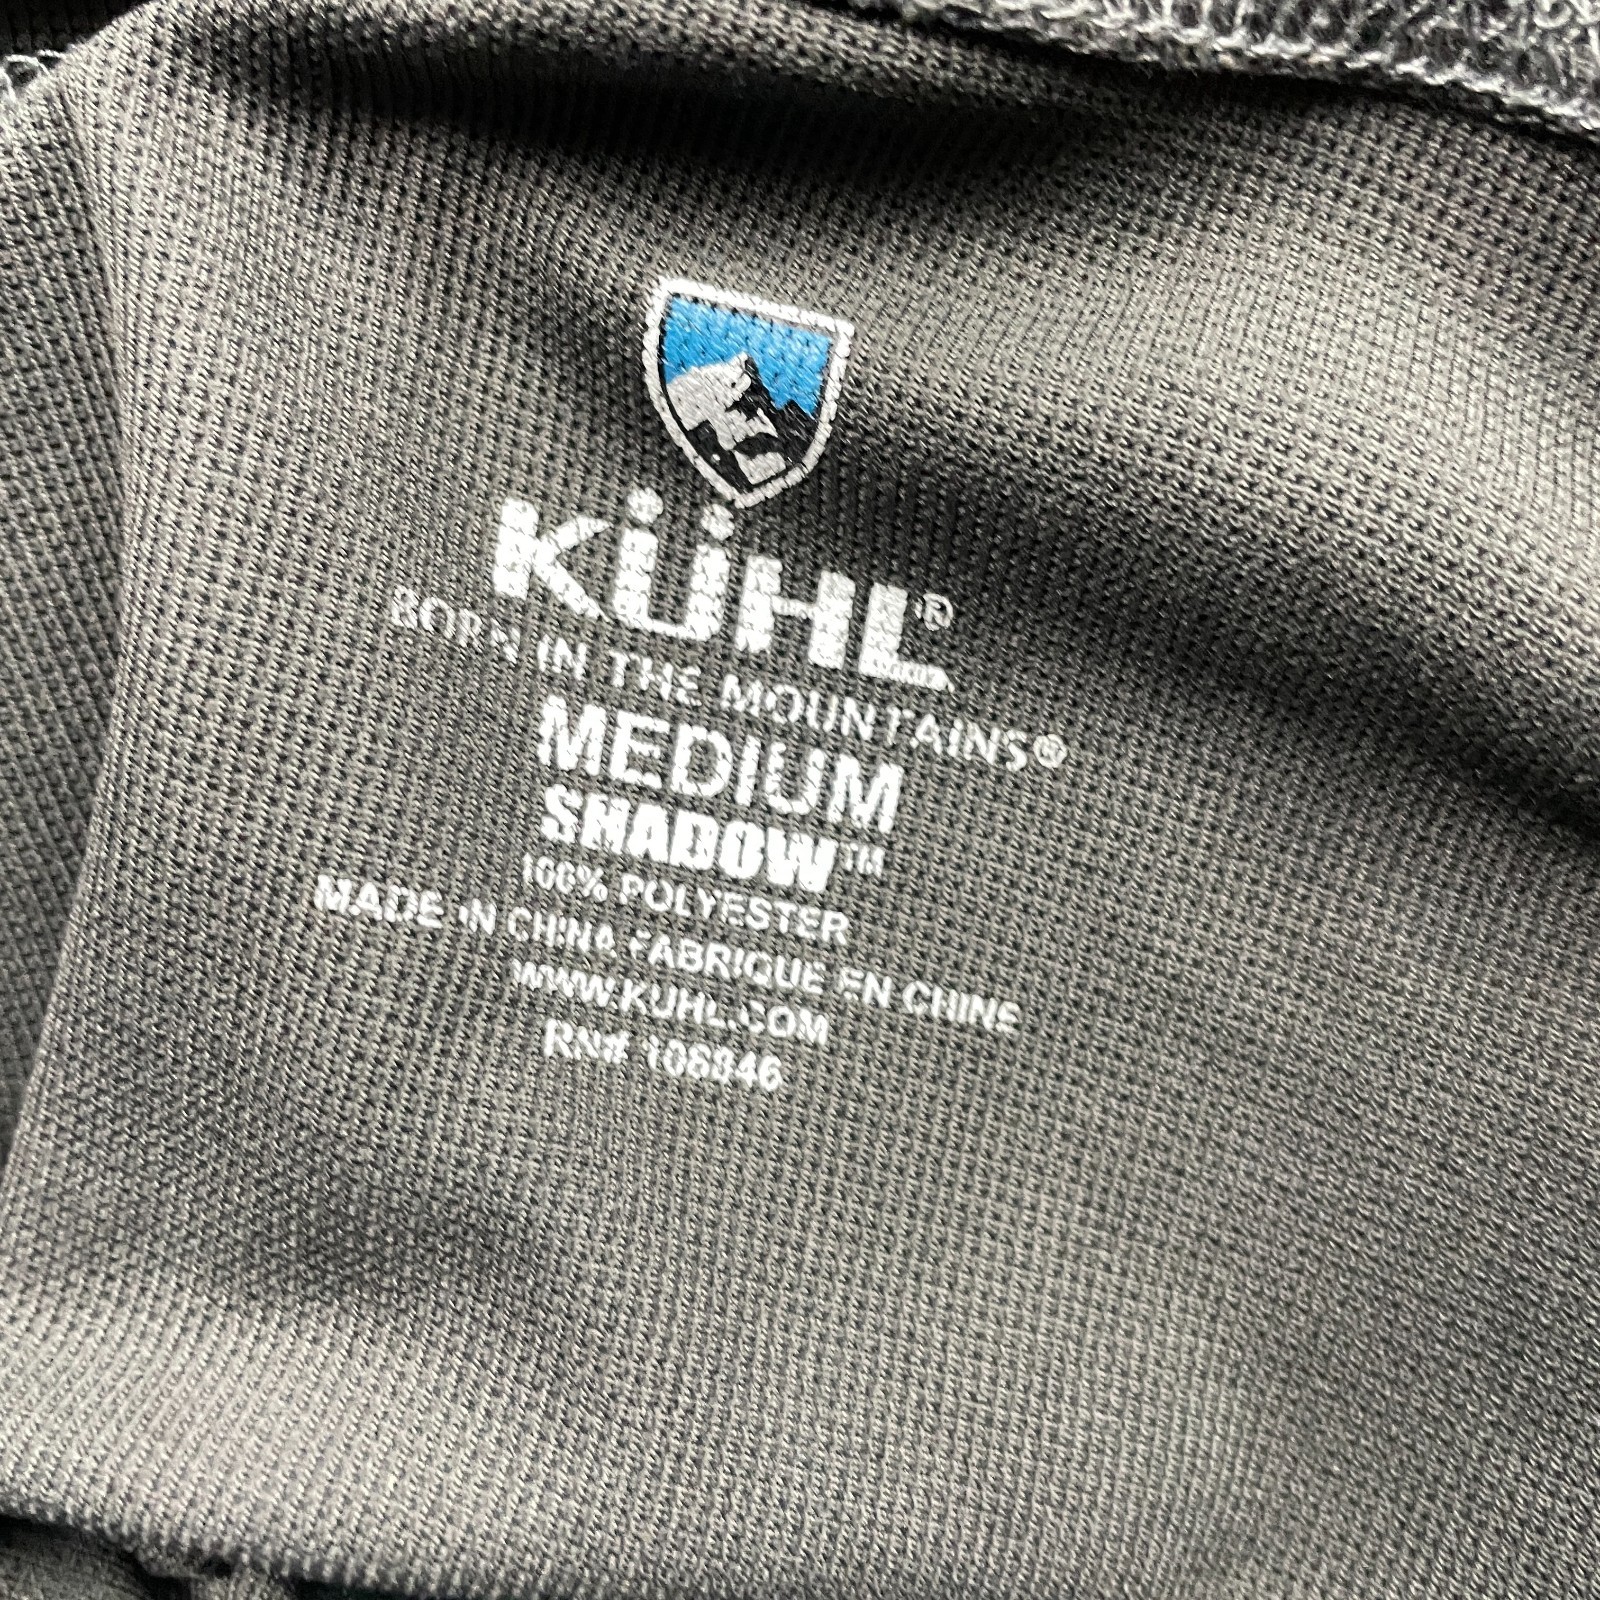 KÜHL®
BORN IN THE MOUNTAINS®
MEDIUM
SHADOW™
100% POLYESTER
MADE IN CHINA FABRIQUE EN CHINE
WWW.KUHL.COM
RN# 106846